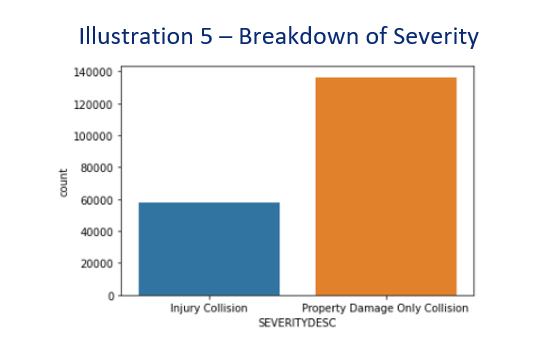 Illustration 5 – Breakdown of Severity
140000
120000
100000
80000
60000
40000
20000
0
count
Injury Collision
Property Damage Only Collision
SEVERITYDESC